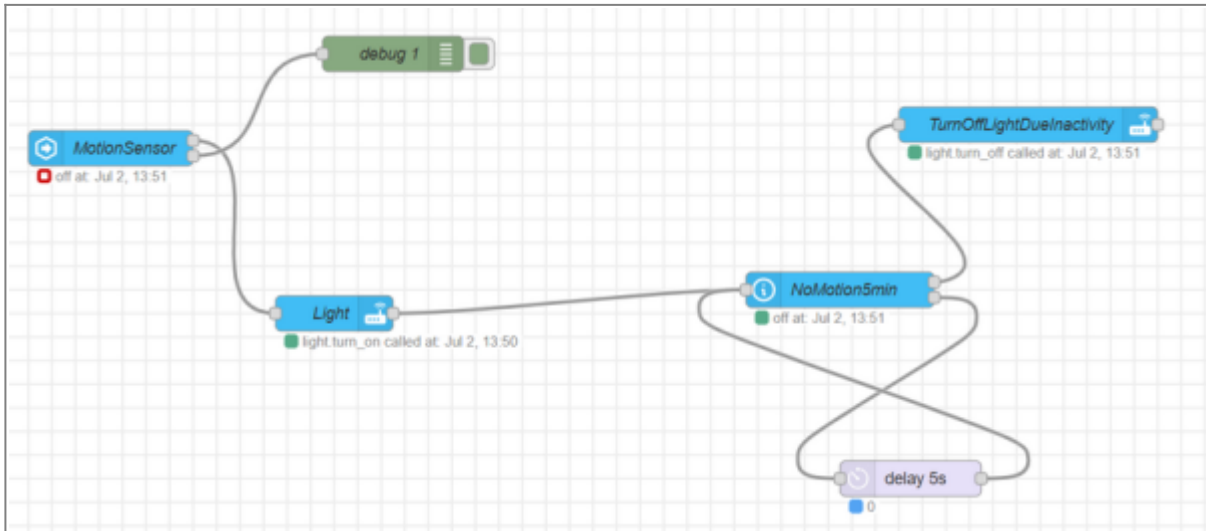 debug 1
MotionSensor
off at: Jul 2, 13:51
TurnOffLightDueInactivity
light.turn_off called at: Jul 2, 13:51
Light
light.turn_on called at: Jul 2, 13:50
NoMotion5min
off at: Jul 2, 13:51
delay 5s
0